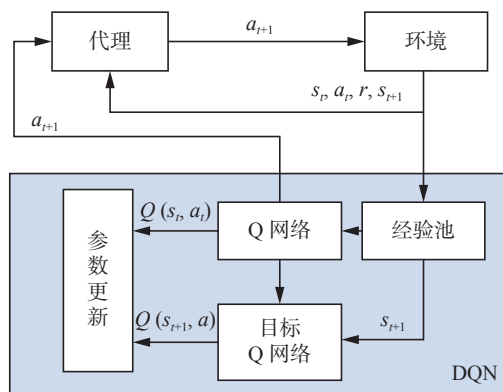 代理
a_{t+1}
环境
s_t, a_t, r, s_{t+1}
a_{t+1}
Q (s_t, a_t)
Q 网络
经验池
参数更新
Q (s_{t+1}, a)
目标
Q 网络
s_{t+1}
DQN